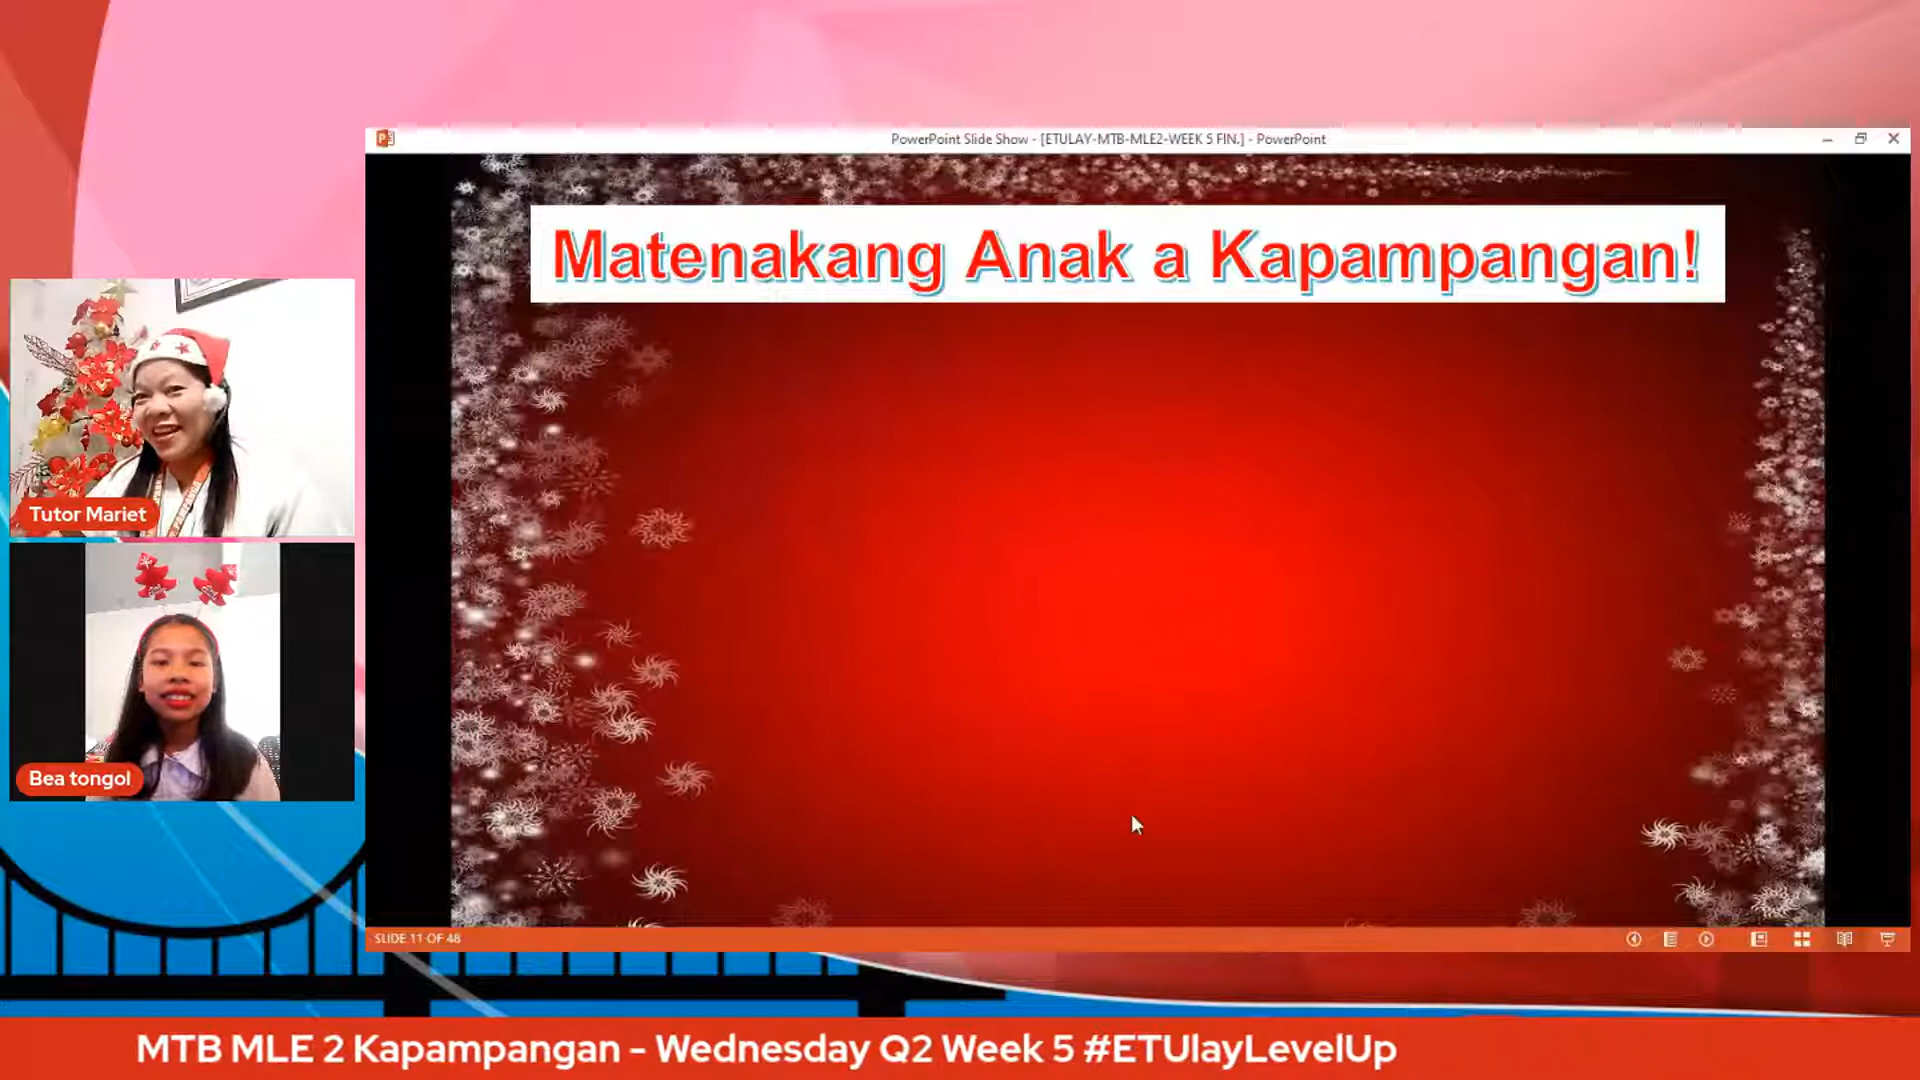 PowerPoint Slide Show - [ETULAY-MTB-MLE2-WEEK 5 FIN.] - PowerPoint
Matenakang Anak a Kapampangan!
Tutor Mariet
Bea tongol
SLIDE 11 OF 48
MTB MLE 2 Kapampangan - Wednesday Q2 Week 5 #ETUlayLevelUp